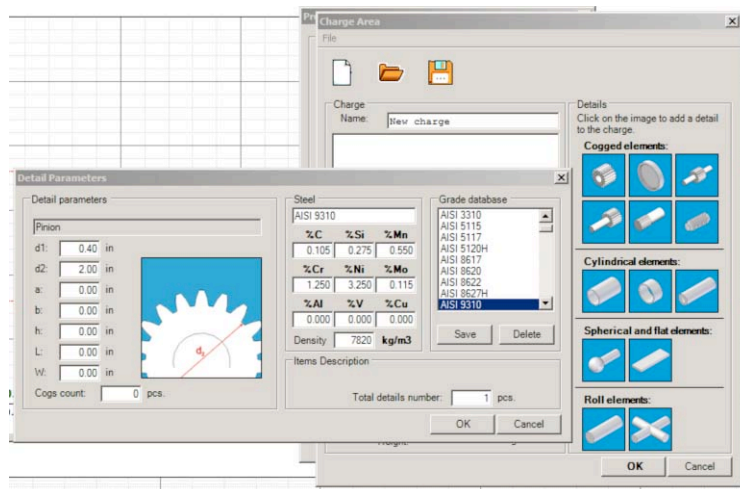 Charge Area
File
Charge
Name: New charge
Details
Click on the image to add a detail
to the charge.
Cogged elements:
Cylindrical elements:
Spherical and flat elements:
Roll elements:
OK Cancel
Detail Parameters
Detail parameters
Pinion
d1: 0.40 in
d2: 2.00 in
a: 0.00 in
b: 0.00 in
h: 0.00 in
L: 0.00 in
W: 0.00 in
Cogs count: 0 pcs.
Steel
AISI 9310
%C %Si %Mn
0.105 0.275 0.550
%Cr %Ni %Mo
1.250 3.250 0.115
%Al %V %Cu
0.000 0.000 0.000
Density 7820 kg/m3
Grade database
AISI 3310
AISI 5115
AISI 5117
AISI 5120H
AISI 8617
AISI 8620
AISI 8622
AISI 8627H
AISI 9310
Save Delete
Items Description
Total details number: 1 pcs.
OK Cancel